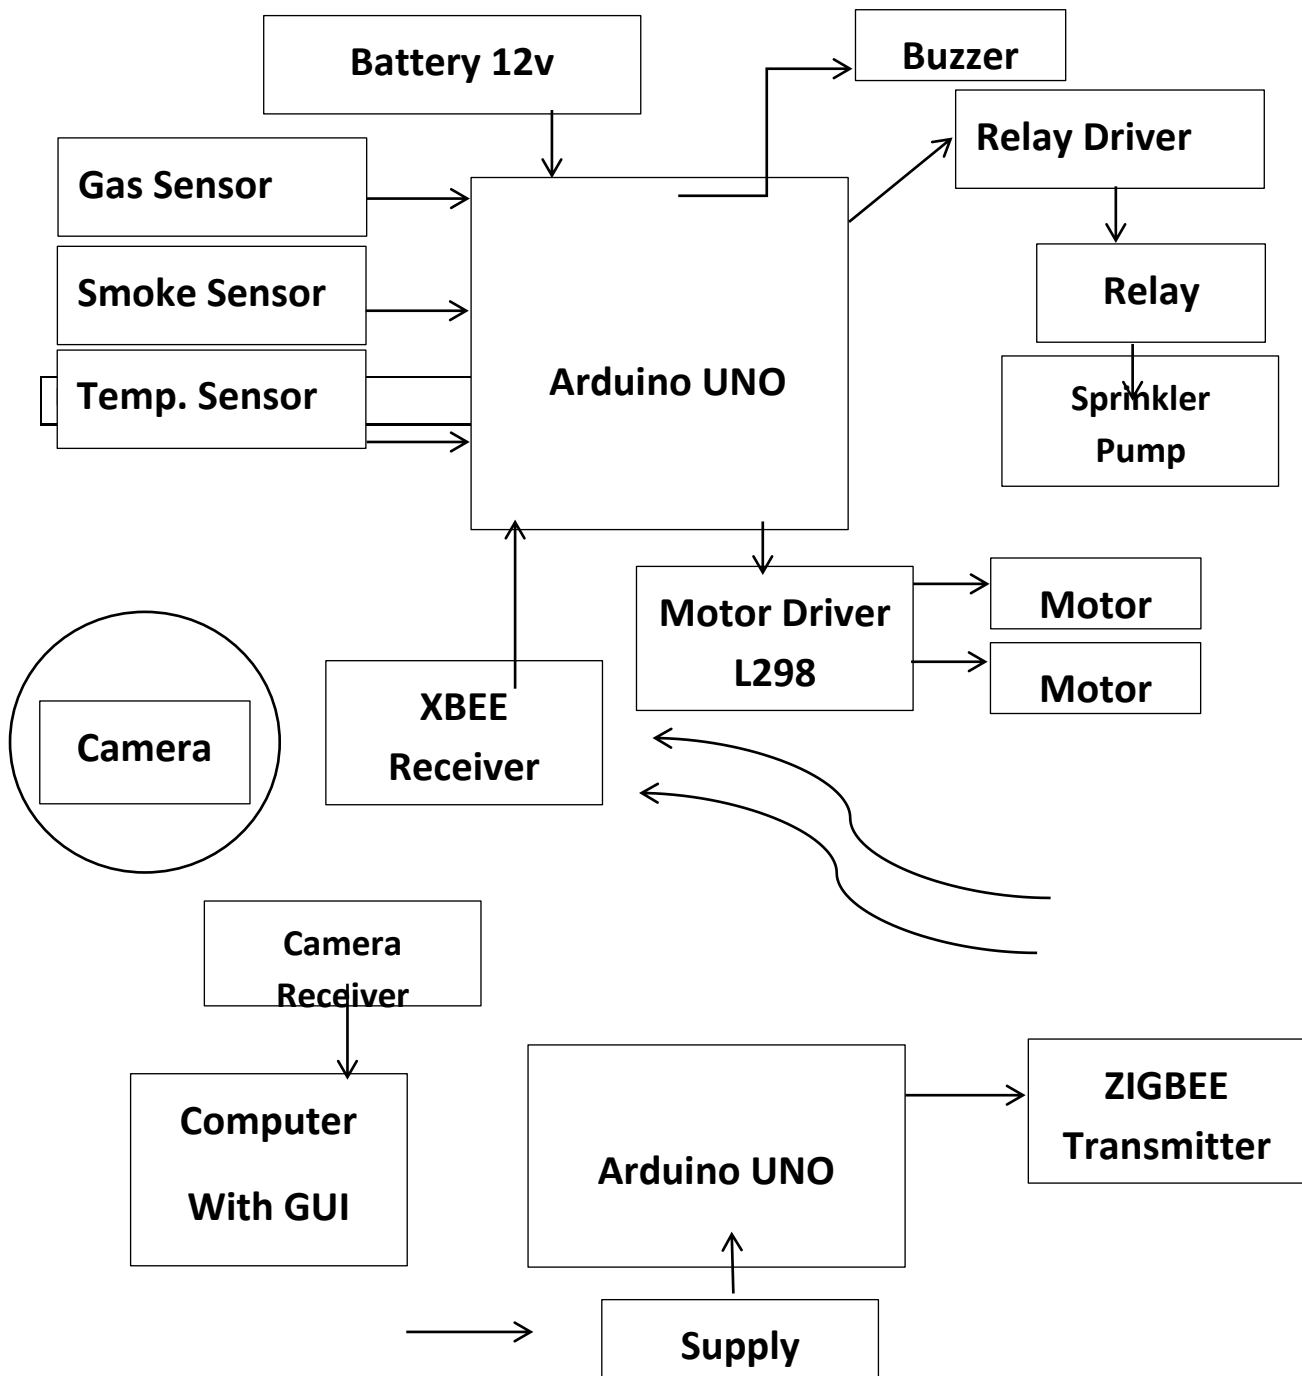 Battery 12v
Buzzer
Relay Driver
Gas Sensor
Smoke Sensor
Relay
Temp. Sensor
Arduino UNO
Sprinkler
Pump
Motor Driver
L298
Motor
Motor
XBEE
Receiver
Camera
Camera
Receiver
Computer
With GUI
Arduino UNO
ZIGBEE
Transmitter
Supply